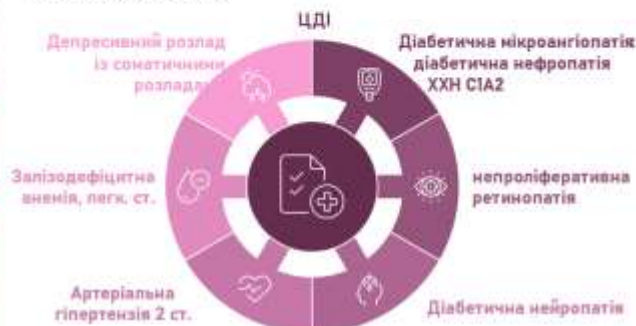 ЦДІ
Депресивний розлад
із соматичними
розлада
Діабетична мікроангіопатія
діабетична нефропатія
ХХН С1А2
Залізодефіцитна
анемія, легк. ст.
непроліферативна
ретинопатія
Артеріальна
гіпертензія 2 ст.
Діабетична нейропатія